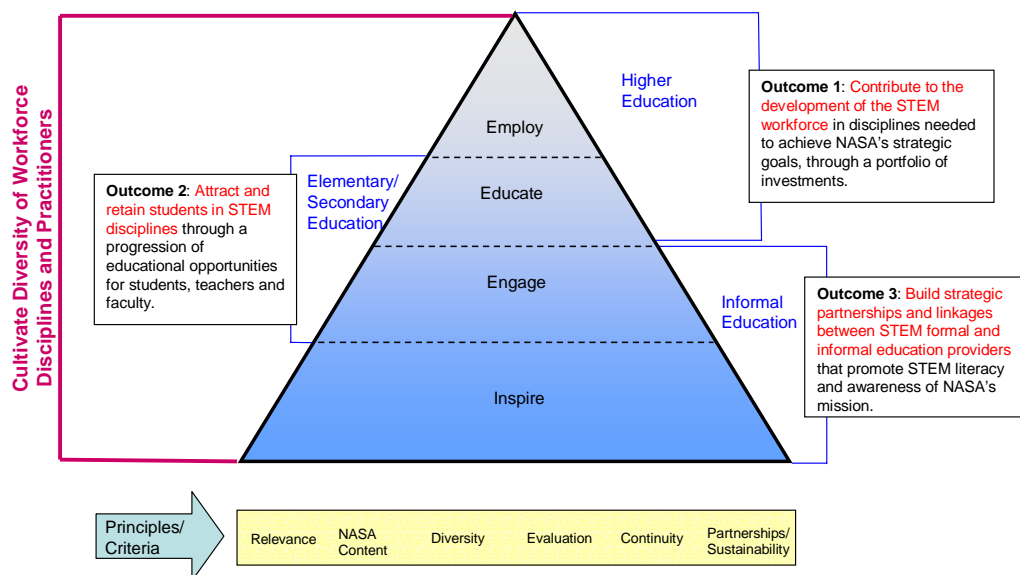 Cultivate Diversity of Workforce
Disciplines and Practitioners
Higher
Education
Outcome 1: Contribute to the
development of the STEM
workforce in disciplines needed
to achieve NASA's strategic
goals, through a portfolio of
investments.
Employ
Elementary/
Secondary
Education
Outcome 2: Attract and
retain students in STEM
disciplines through a
progression of
educational opportunities
for students, teachers and
faculty.
Educate
Engage
Informal
Education
Outcome 3: Build strategic
partnerships and linkages
between STEM formal and
informal education providers
that promote STEM literacy
and awareness of NASA's
mission.
Inspire
Principles/
Criteria
Relevance
NASA
Content
Diversity
Evaluation
Continuity
Partnerships/
Sustainability